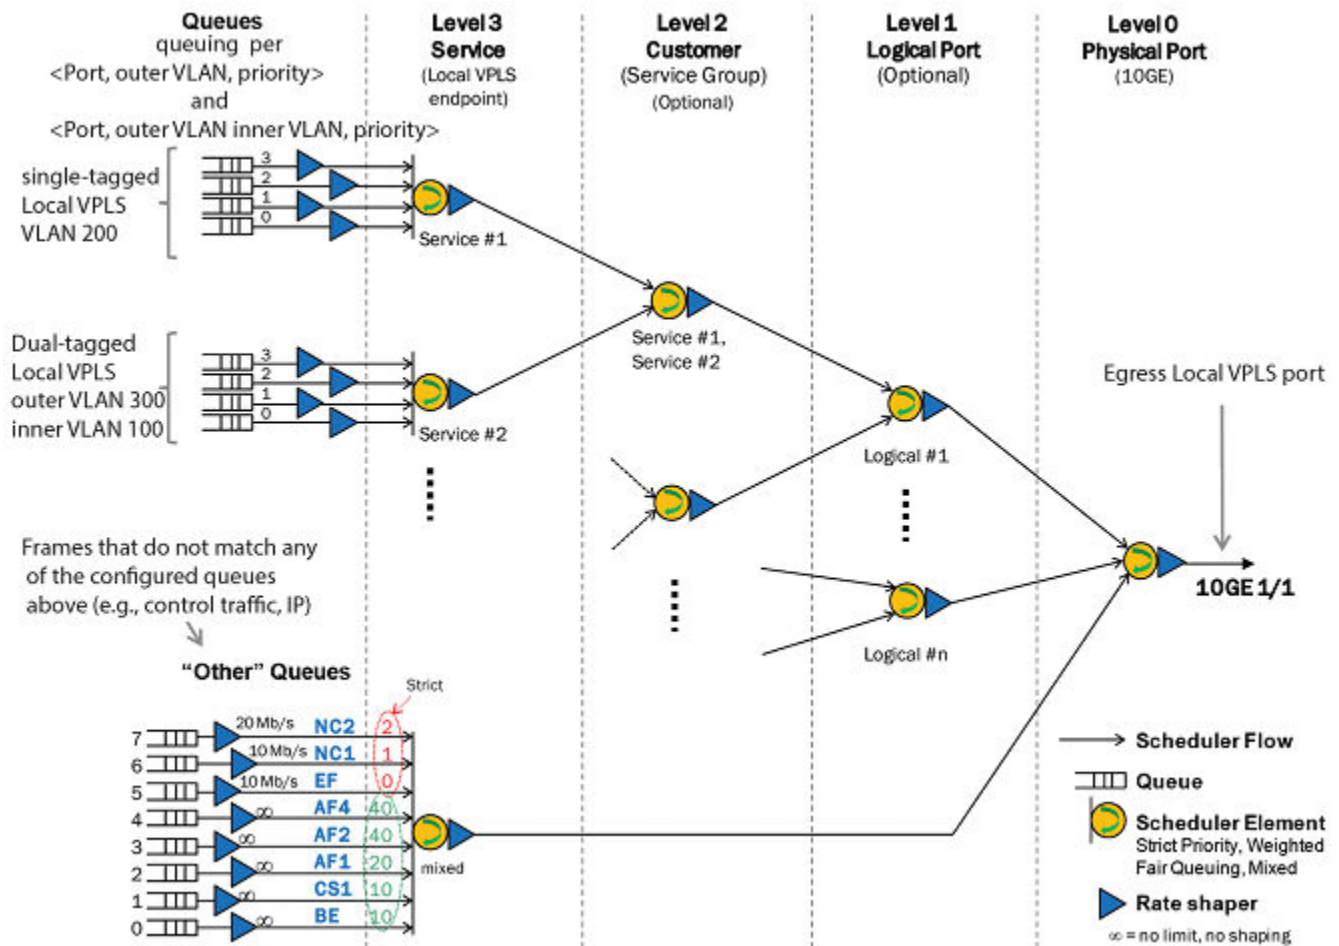 Queues
queuing per
<Port, outer VLAN, priority>
and
<Port, outer VLAN inner VLAN, priority>
Level 3
Service
(Local VPLS
endpoint)
Level 2
Customer
(Service Group)
(Optional)
Level 1
Logical Port
(Optional)
Level 0
Physical Port
(10GE)
single-tagged
Local VPLS
VLAN 200
3
2
1
0
Service #1
Dual-tagged
Local VPLS
outer VLAN 300
inner VLAN 100
3
2
1
0
Service #2
Service #1,
Service #2
Logical #1
Logical #n
Egress Local VPLS port
10GE 1/1
Frames that do not match any
of the configured queues
above (e.g., control traffic, IP)
"Other" Queues
Strict
7 20 Mb/s NC2 2
6 10 Mb/s NC1 1
5 10 Mb/s EF 0
4 ∞ AF4 40
3 ∞ AF2 40
2 ∞ AF1 20
1 ∞ CS1 10
0 ∞ BE 10
mixed
Scheduler Flow
Queue
Scheduler Element
Strict Priority, Weighted
Fair Queuing, Mixed
Rate shaper
∞ = no limit, no shaping